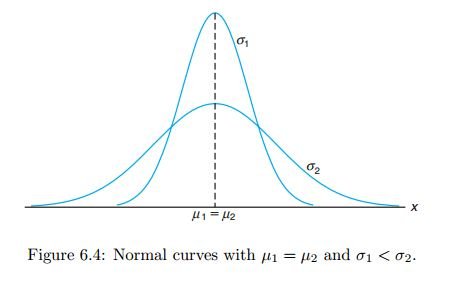 σ₁
σ₂
x
μ₁ = μ₂
Figure 6.4: Normal curves with μ₁ = μ₂ and σ₁ < σ₂.